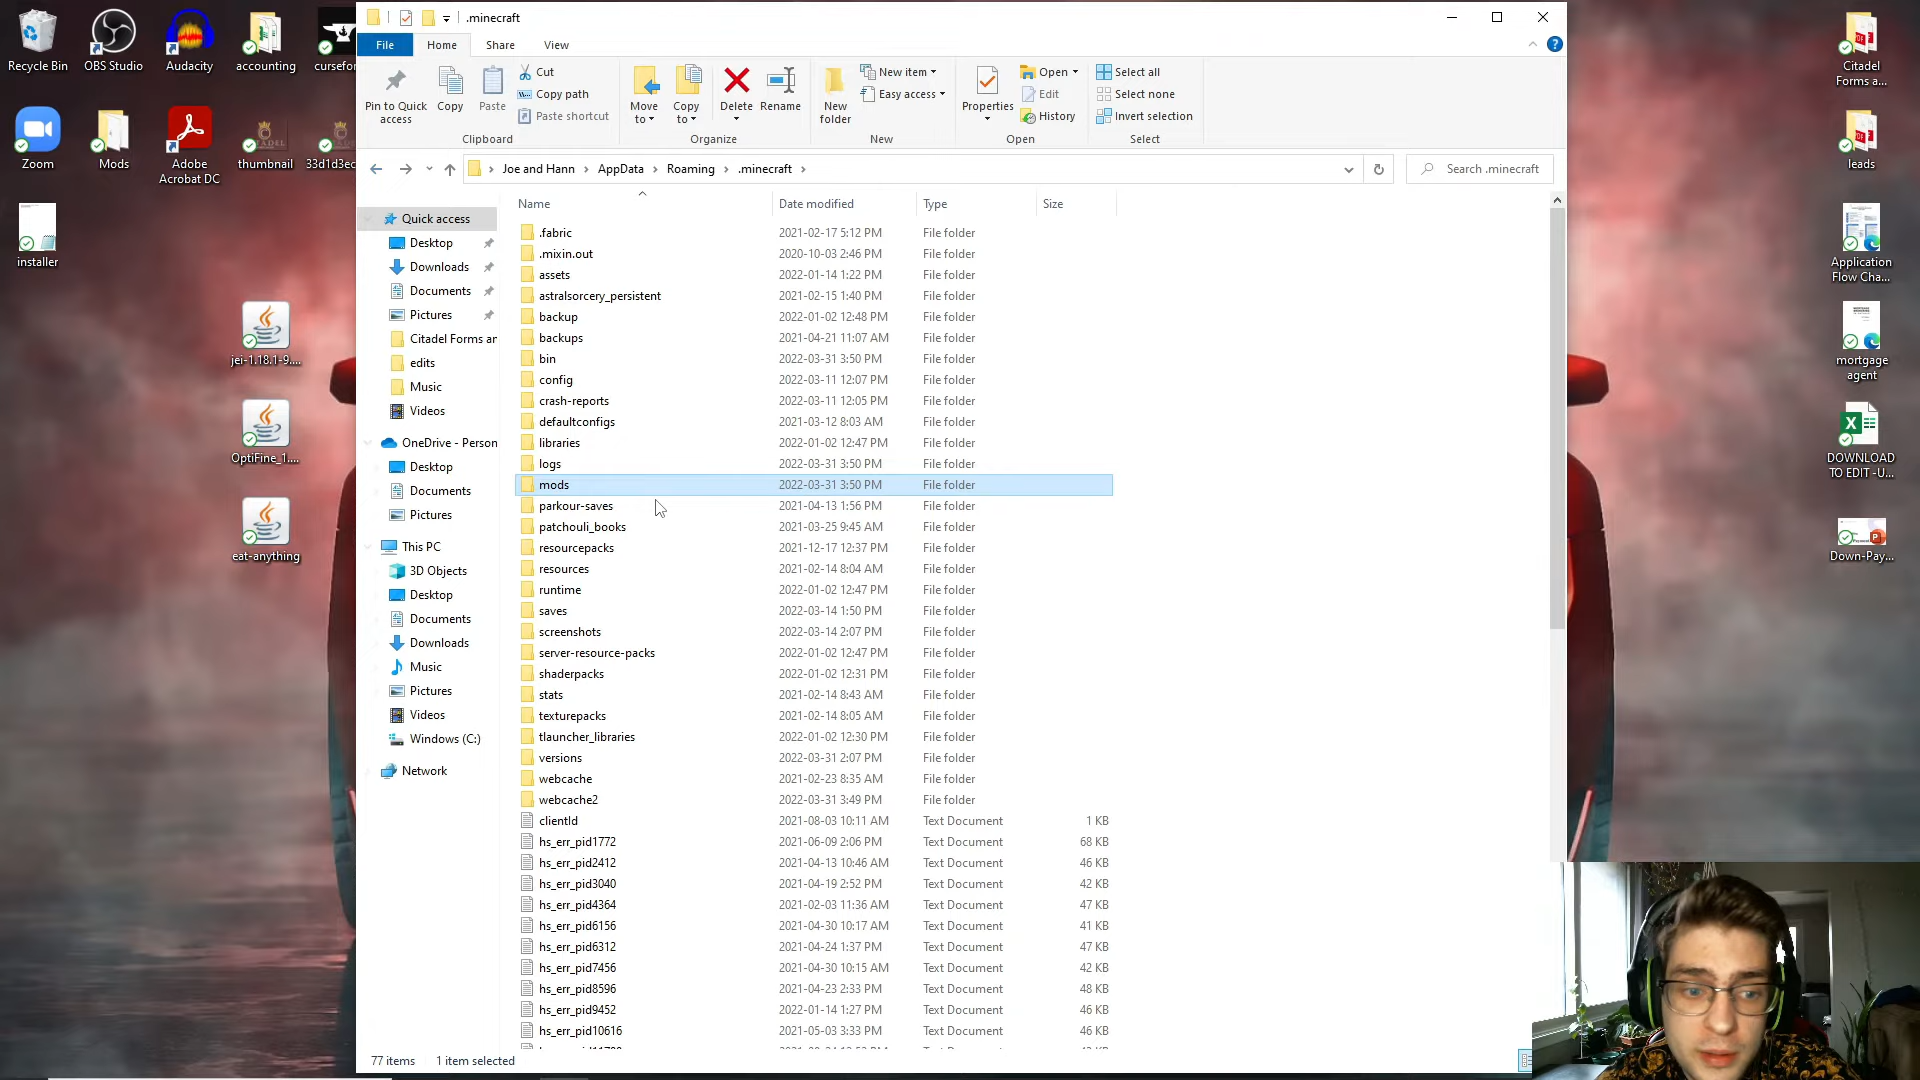 .minecraft
File Home Share View
Pin to Quick access
Copy
Paste
Cut
Copy path
Paste shortcut
Clipboard
Move to
Copy to
Delete
Rename
Organize
New folder
New item
Easy access
New
Properties
Open
Edit
History
Open
Select all
Select none
Invert selection
Select
Joe and Hann > AppData > Roaming > .minecraft >
Search .minecraft
Name Date modified Type Size
Quick access
Desktop
Downloads
Documents
Pictures
Citadel Forms an
edits
Music
Videos
OneDrive - Person
Desktop
Documents
Pictures
This PC
3D Objects
Desktop
Documents
Downloads
Music
Pictures
Videos
Windows (C:)
Network
.fabric 2021-02-17 5:12 PM File folder
.mixin.out 2020-10-03 2:46 PM File folder
assets 2022-01-14 1:22 PM File folder
astralsorcery_persistent 2021-02-15 1:40 PM File folder
backup 2022-01-02 12:48 PM File folder
backups 2021-04-21 11:07 AM File folder
bin 2022-03-31 3:50 PM File folder
config 2022-03-11 12:07 PM File folder
crash-reports 2022-03-11 12:05 PM File folder
defaultconfigs 2021-03-12 8:03 AM File folder
libraries 2022-01-02 12:47 PM File folder
logs 2022-03-31 3:50 PM File folder
mods 2022-03-31 3:50 PM File folder
parkour-saves 2021-04-13 1:56 PM File folder
patchouli_books 2021-03-25 9:45 AM File folder
resourcepacks 2021-12-17 12:37 PM File folder
resources 2021-02-14 8:04 AM File folder
runtime 2022-01-02 12:47 PM File folder
saves 2022-03-14 1:50 PM File folder
screenshots 2022-03-14 2:07 PM File folder
server-resource-packs 2022-01-02 12:47 PM File folder
shaderpacks 2022-01-02 12:31 PM File folder
stats 2021-02-14 8:43 AM File folder
texturepacks 2021-02-14 8:05 AM File folder
tlauncher_libraries 2022-01-02 12:30 PM File folder
versions 2022-03-31 2:07 PM File folder
webcache 2021-02-23 8:35 AM File folder
webcache2 2022-03-31 3:49 PM File folder
clientId 2021-08-03 10:11 AM Text Document 1 KB
hs_err_pid1772 2021-06-09 2:06 PM Text Document 68 KB
hs_err_pid2412 2021-04-13 10:46 AM Text Document 46 KB
hs_err_pid3040 2021-04-19 2:52 PM Text Document 42 KB
hs_err_pid4364 2021-02-03 11:36 AM Text Document 47 KB
hs_err_pid6156 2021-04-30 10:17 AM Text Document 41 KB
hs_err_pid6312 2021-04-24 1:37 PM Text Document 47 KB
hs_err_pid7456 2021-04-30 10:15 AM Text Document 42 KB
hs_err_pid8596 2021-04-23 2:33 PM Text Document 48 KB
hs_err_pid9452 2022-01-14 1:27 PM Text Document 46 KB
hs_err_pid10616 2021-05-03 3:33 PM Text Document 46 KB
77 items 1 item selected
Recycle Bin
OBS Studio
Audacity
accounting
cursefor
Zoom
Mods
Adobe Acrobat DC
thumbnail
33d1d3ec
installer
jei-1.18.1-9....
OptiFine_1....
eat-anything
Citadel Forms a...
leads
Application Flow Cha...
mortgage agent
DOWNLOAD TO EDIT -U...
Down-Pay...